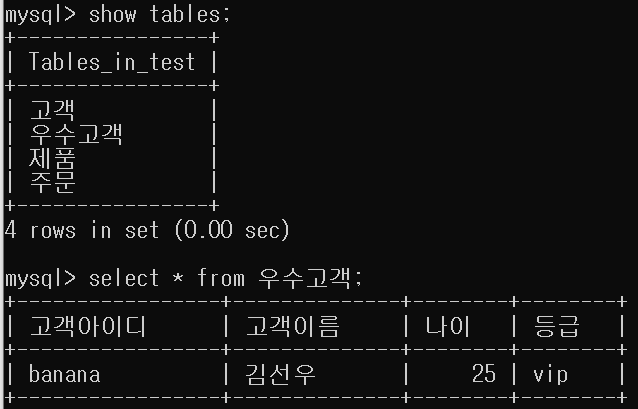 mysql> show tables;
+----------------+
| Tables_in_test |
+----------------+
| 고객           |
| 우수고객       |
| 제품           |
| 주문           |
+----------------+
4 rows in set (0.00 sec)
mysql> select * from 우수고객;
+-----------------+--------------+--------+--------+
| 고객아이디      | 고객이름     | 나이   | 등급   |
+-----------------+--------------+--------+--------+
| banana          | 김선우       |     25 | vip    |
+-----------------+--------------+--------+--------+